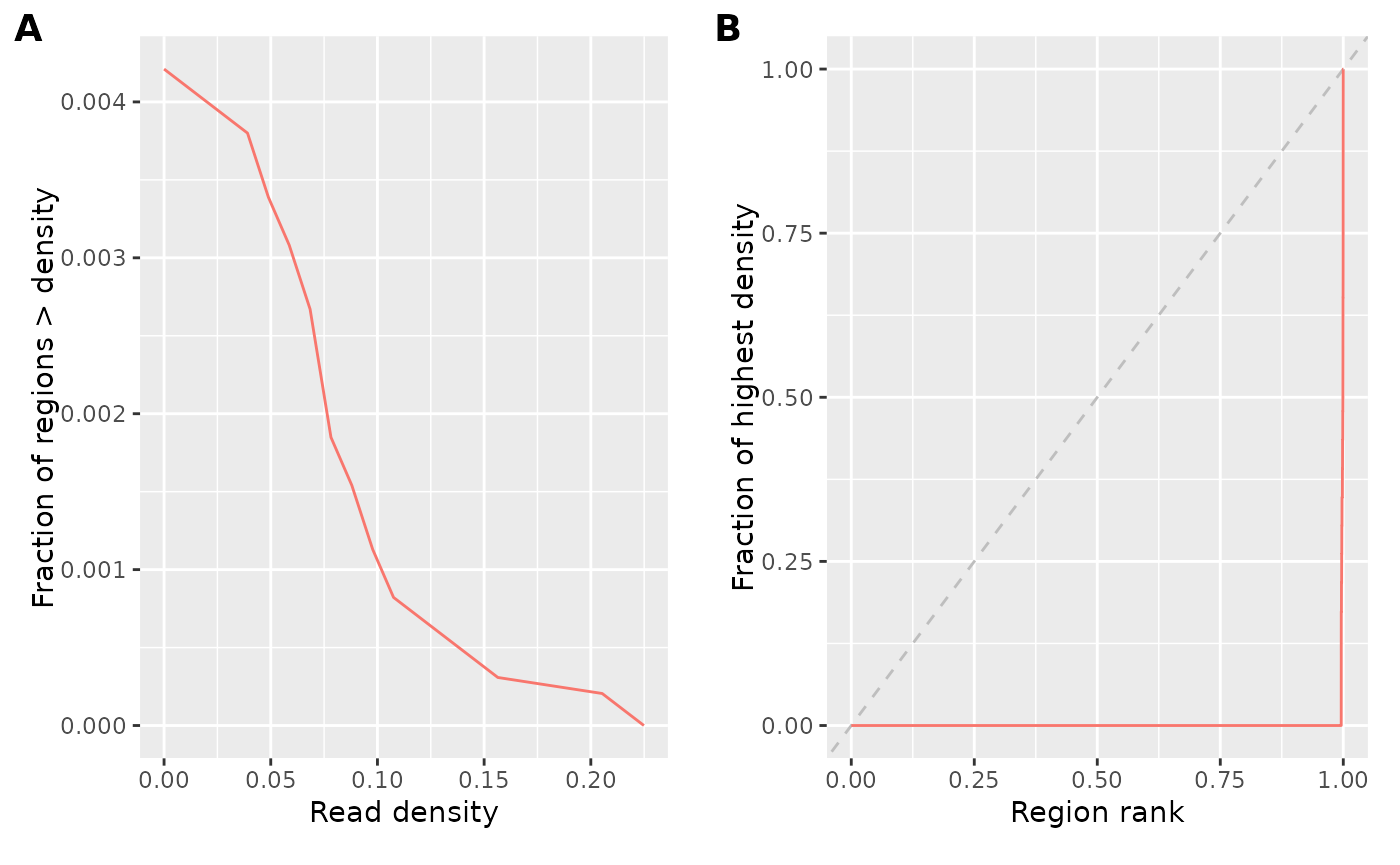 A
Fraction of regions > density
0.004
0.003
0.002
0.001
0.000
0.00 0.05 0.10 0.15 0.20
Read density
B
Fraction of highest density
1.00
0.75
0.50
0.25
0.00
0.00 0.25 0.50 0.75 1.00
Region rank